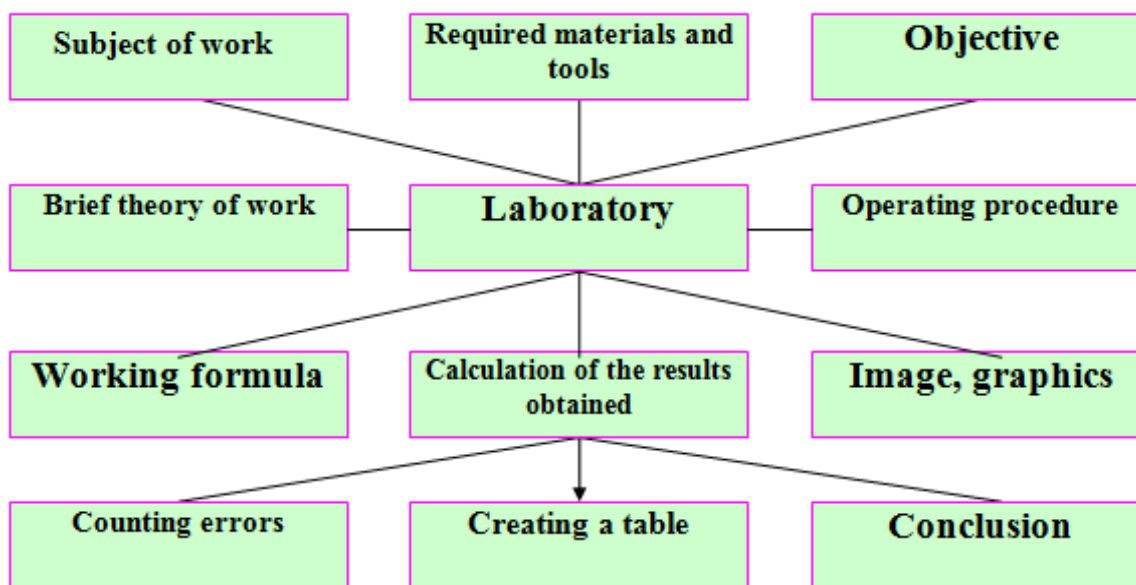 Subject of work
Required materials and
tools
Objective
Brief theory of work
Laboratory
Operating procedure
Working formula
Calculation of the results
obtained
Image, graphics
Counting errors
Creating a table
Conclusion